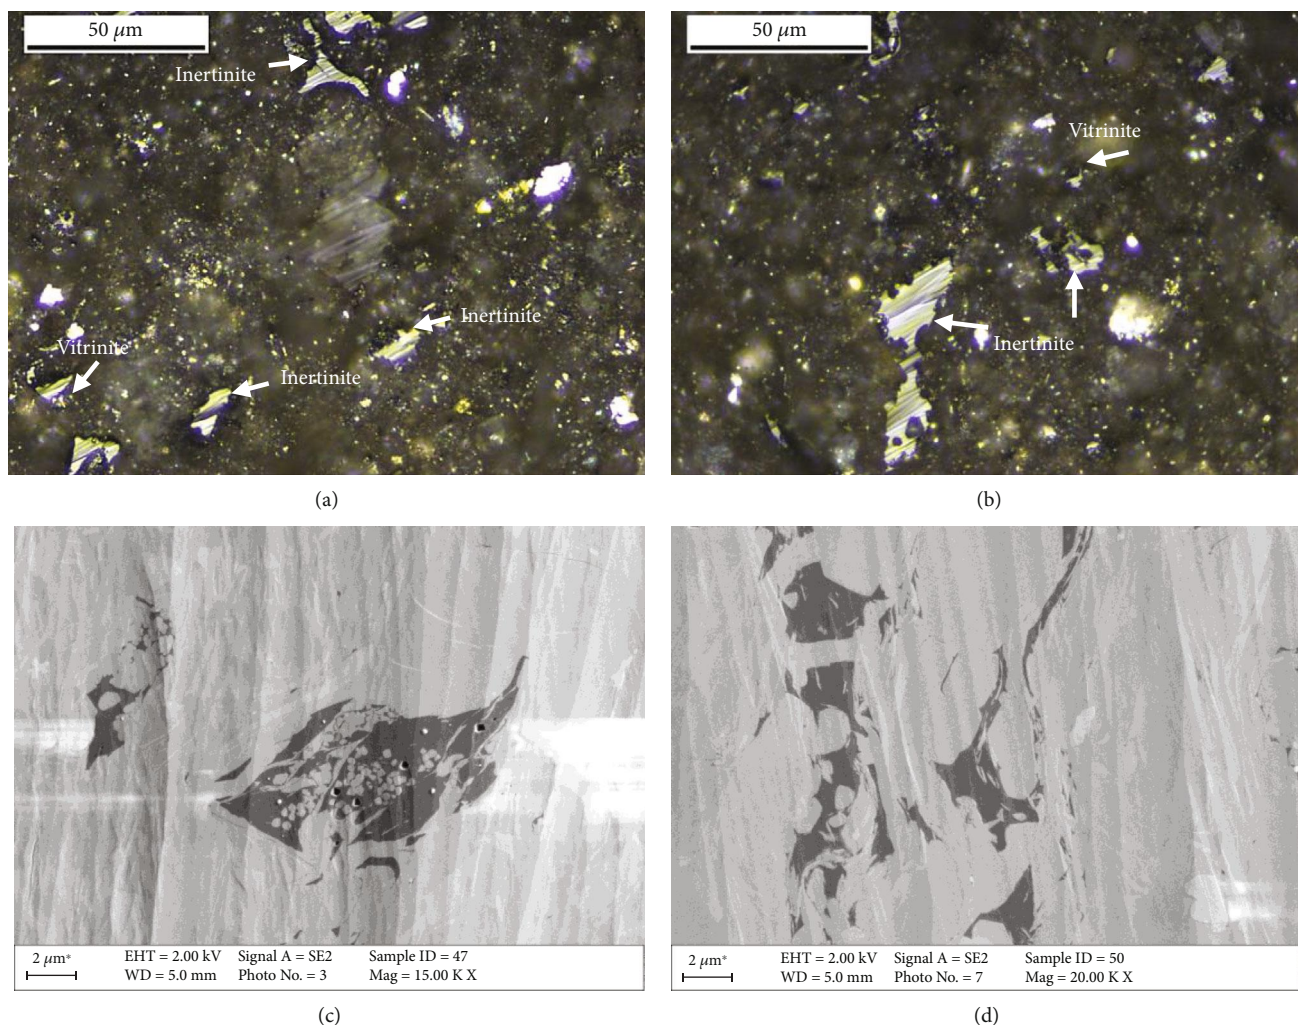 50 μm
Inertinite
Inertinite
Vitrinite
Inertinite
(a)
50 μm
Vitrinite
Inertinite
(b)
2 μm*
EHT = 2.00 kV
WD = 5.0 mm
Signal A = SE2
Photo No. = 3
Sample ID = 47
Mag = 15.00 K X
(c)
2 μm*
EHT = 2.00 kV
WD = 5.0 mm
Signal A = SE2
Photo No. = 7
Sample ID = 50
Mag = 20.00 K X
(d)